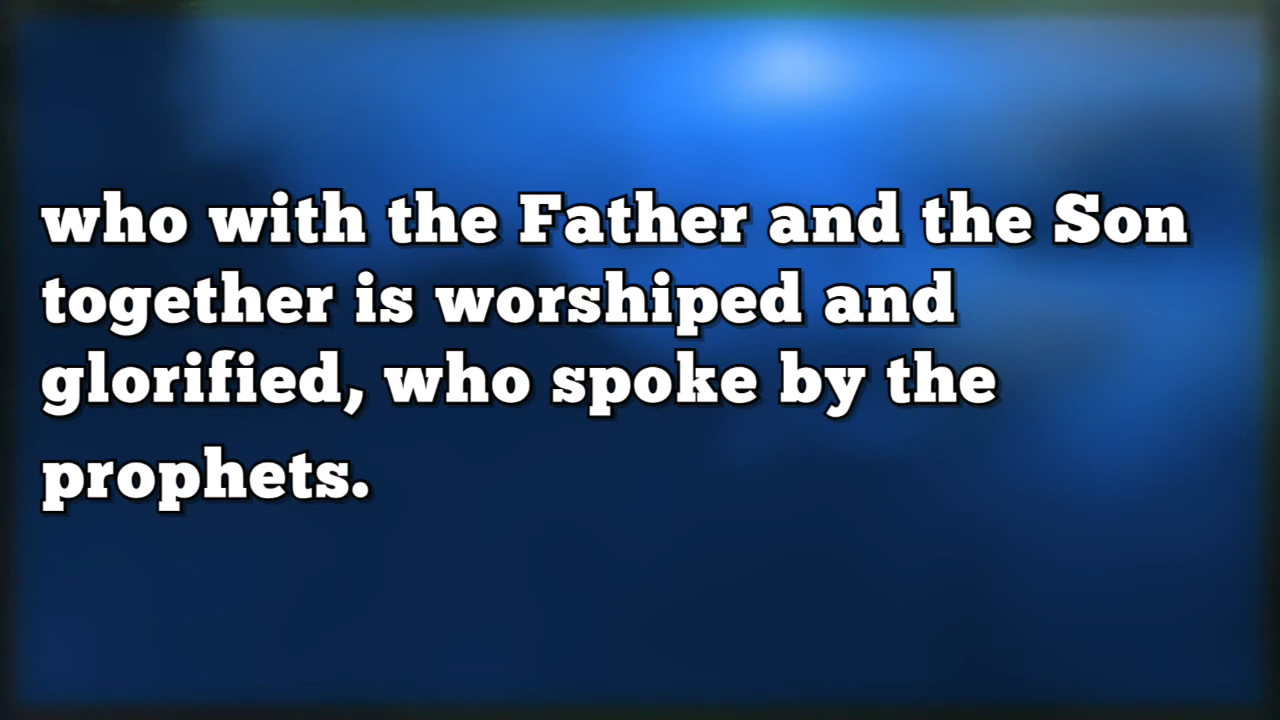 who with the Father and the Son
together is worshiped and
glorified, who spoke by the
prophets.